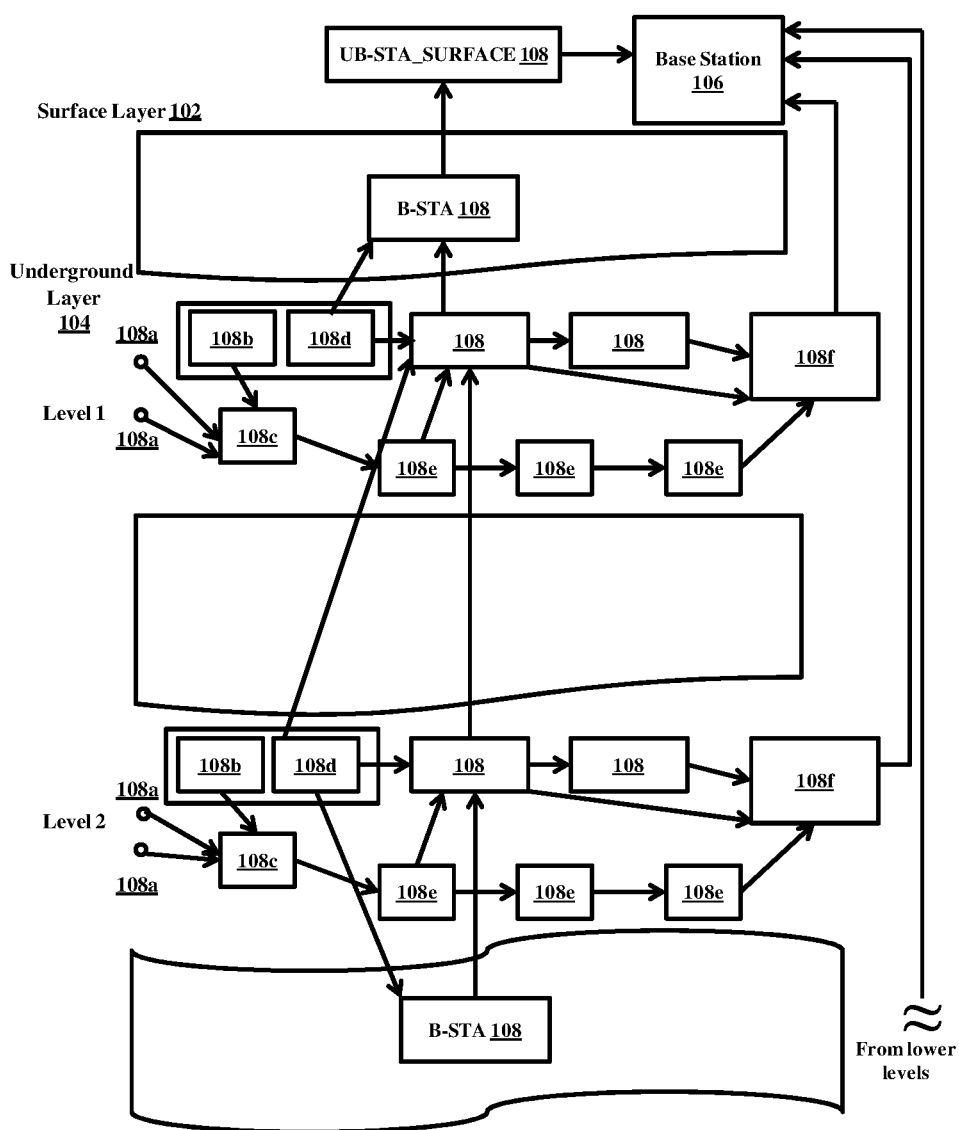 UB-STA_SURFACE 108
Base Station
106
Surface Layer 102
B-STA 108
Underground
Layer
104
108a
108b
108d
108
108
108f
Level 1
108a
108c
108e
108e
108e
108b
108d
108
108
108f
108a
Level 2
108a
108c
108e
108e
108e
B-STA 108
From lower
levels